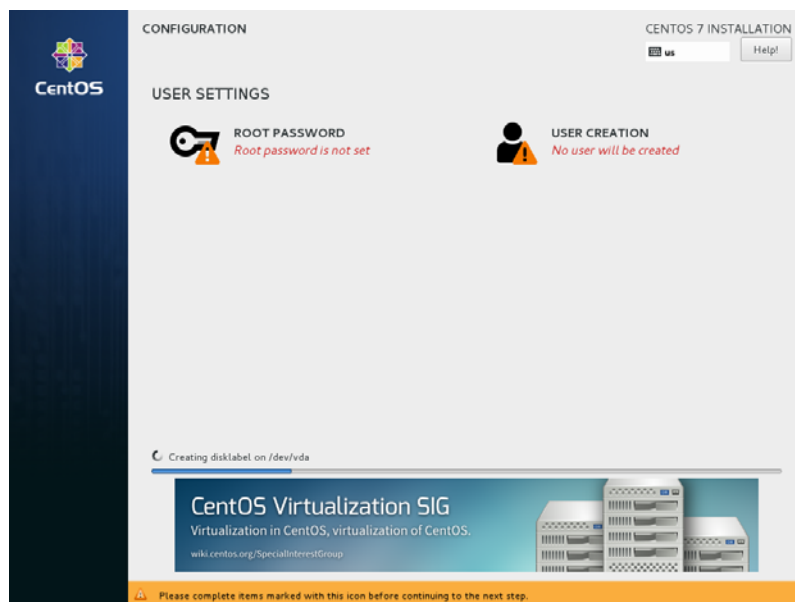 CONFIGURATION
CENTOS 7 INSTALLATION
us
Help!
CentOS
USER SETTINGS
ROOT PASSWORD
Root password is not set
USER CREATION
No user will be created
Creating disklabel on /dev/vda
CentOS Virtualization SIG
Virtualization in CentOS, virtualization of CentOS.
wiki.centos.org/SpecialInterestGroup
Please complete items marked with this icon before continuing to the next step.